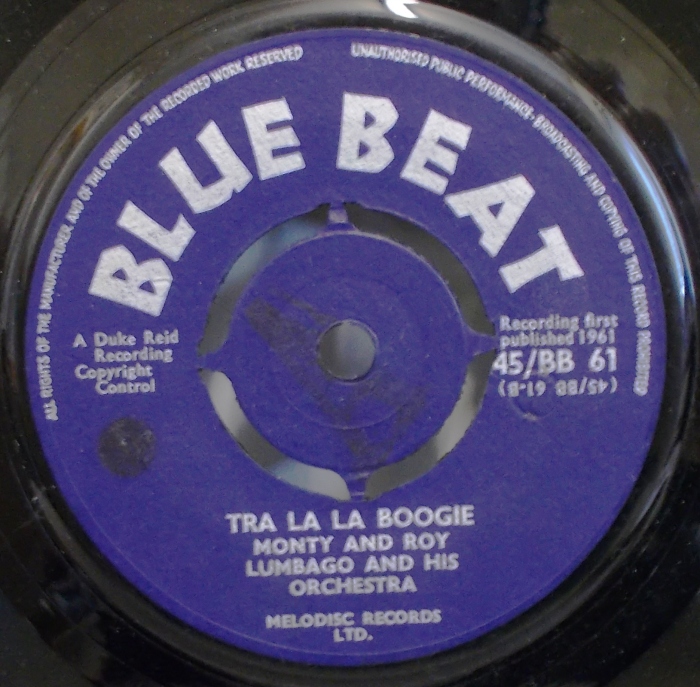 ALL RIGHTS OF THE MANUFACTURER AND OF THE OWNER OF THE RECORDED WORK RESERVED
UNAUTHORISED PUBLIC PERFORMANCE · BROADCASTING AND COPYING OF THIS RECORD PROHIBITED
BLUE BEAT
A Duke Reid
Recording
Copyright
Control
Recording first
published 1961
45/BB 61
(45/BB 61-B)
TRA LA LA BOOGIE
MONTY AND ROY
LUMBAGO AND HIS
ORCHESTRA
MELODISC RECORDS
LTD.